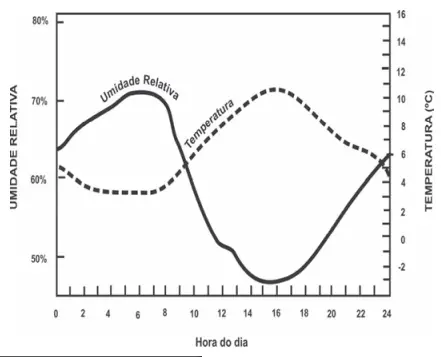 80%
70%
60%
50%
UMIDADE RELATIVA
Umidade Relativa
Temperatura
16
14
12
10
8
6
4
2
0
-2
TEMPERATURA (ºC)
0 2 4 6 8 10 12 14 16 18 20 22 24
Hora do dia